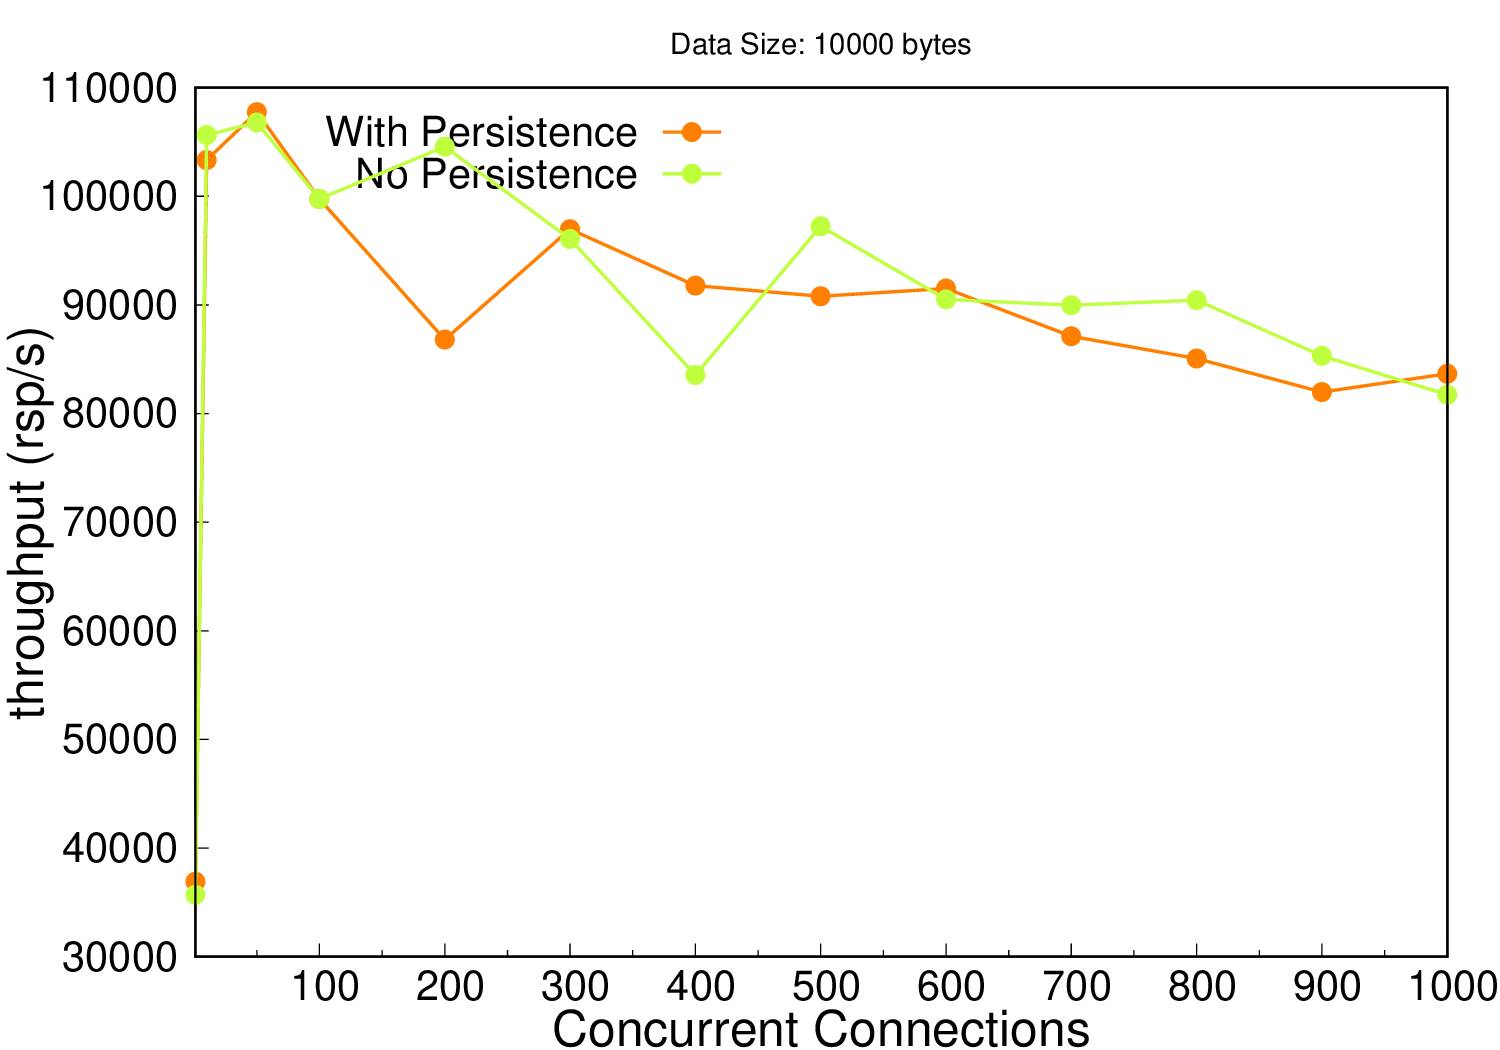 Data Size: 10000 bytes
110000
100000
90000
80000
70000
60000
50000
40000
30000
throughput (rsp/s)
With Persistence
No Persistence
100 200 300 400 500 600 700 800 900 1000
Concurrent Connections